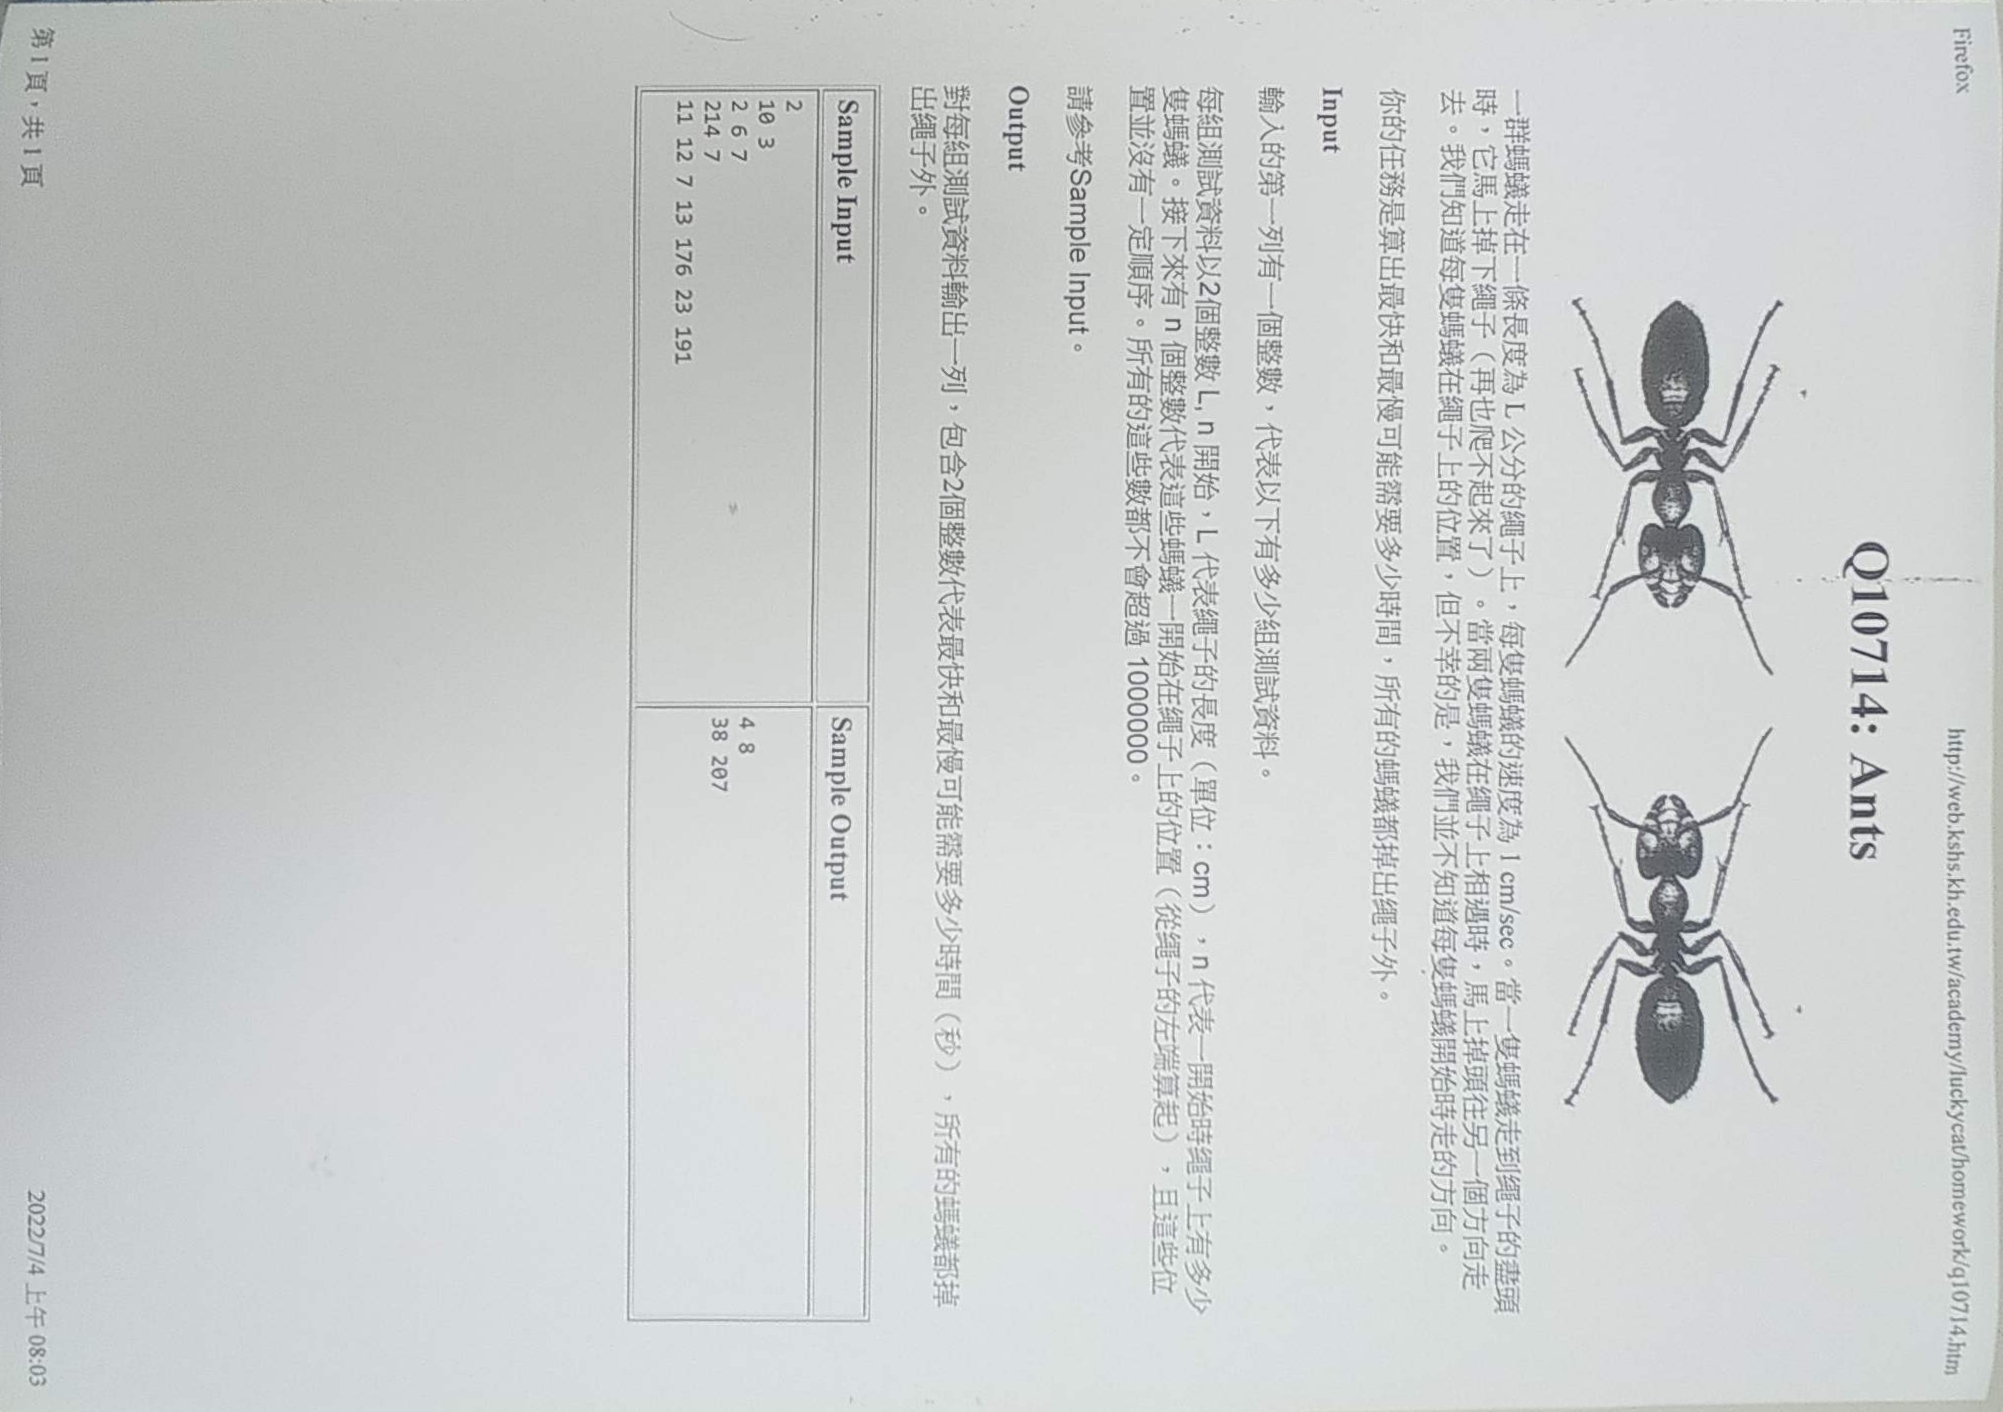 Firefox
http://web.kshs.kh.edu.tw/academy/luckycat/homework/q10714.htm
Q10714: Ants
一群螞蟻走在一條長度為 L 公分的繩子上，每隻螞蟻的速度為 1 cm/sec。當一隻螞蟻走到繩子的盡頭
時，它馬上掉下繩子（再也爬不起來了）。當兩隻螞蟻在繩子上相遇時，馬上掉頭往另一個方向走
去。我們知道每隻螞蟻在繩子上的位置，但不幸的是，我們並不知道每隻螞蟻開始時走的方向。
你的任務是算出最快和最慢可能需要多少時間，所有的螞蟻都掉出繩子外。
Input
輸入的第一列有一個整數，代表以下有多少組測試資料。
每組測試資料以2個整數 L, n 開始，L 代表繩子的長度（單位：cm），n 代表一開始時繩子上有多少
隻螞蟻。接下來有 n 個整數代表這些螞蟻一開始在繩子上的位置（從繩子的左端算起），且這些位
置並沒有一定順序。所有的這些數都不會超過 1000000。
請參考Sample Input。
Output
對每組測試資料輸出一列，包含2個整數代表最快和最慢可能需要多少時間（秒），所有的螞蟻都掉
出繩子外。
Sample Input
Sample Output
2
10 3
2 6 7
214 7
11 12 7 13 176 23 191
4 8
38 207
第1頁，共1頁
2022/7/4 上午 08:03